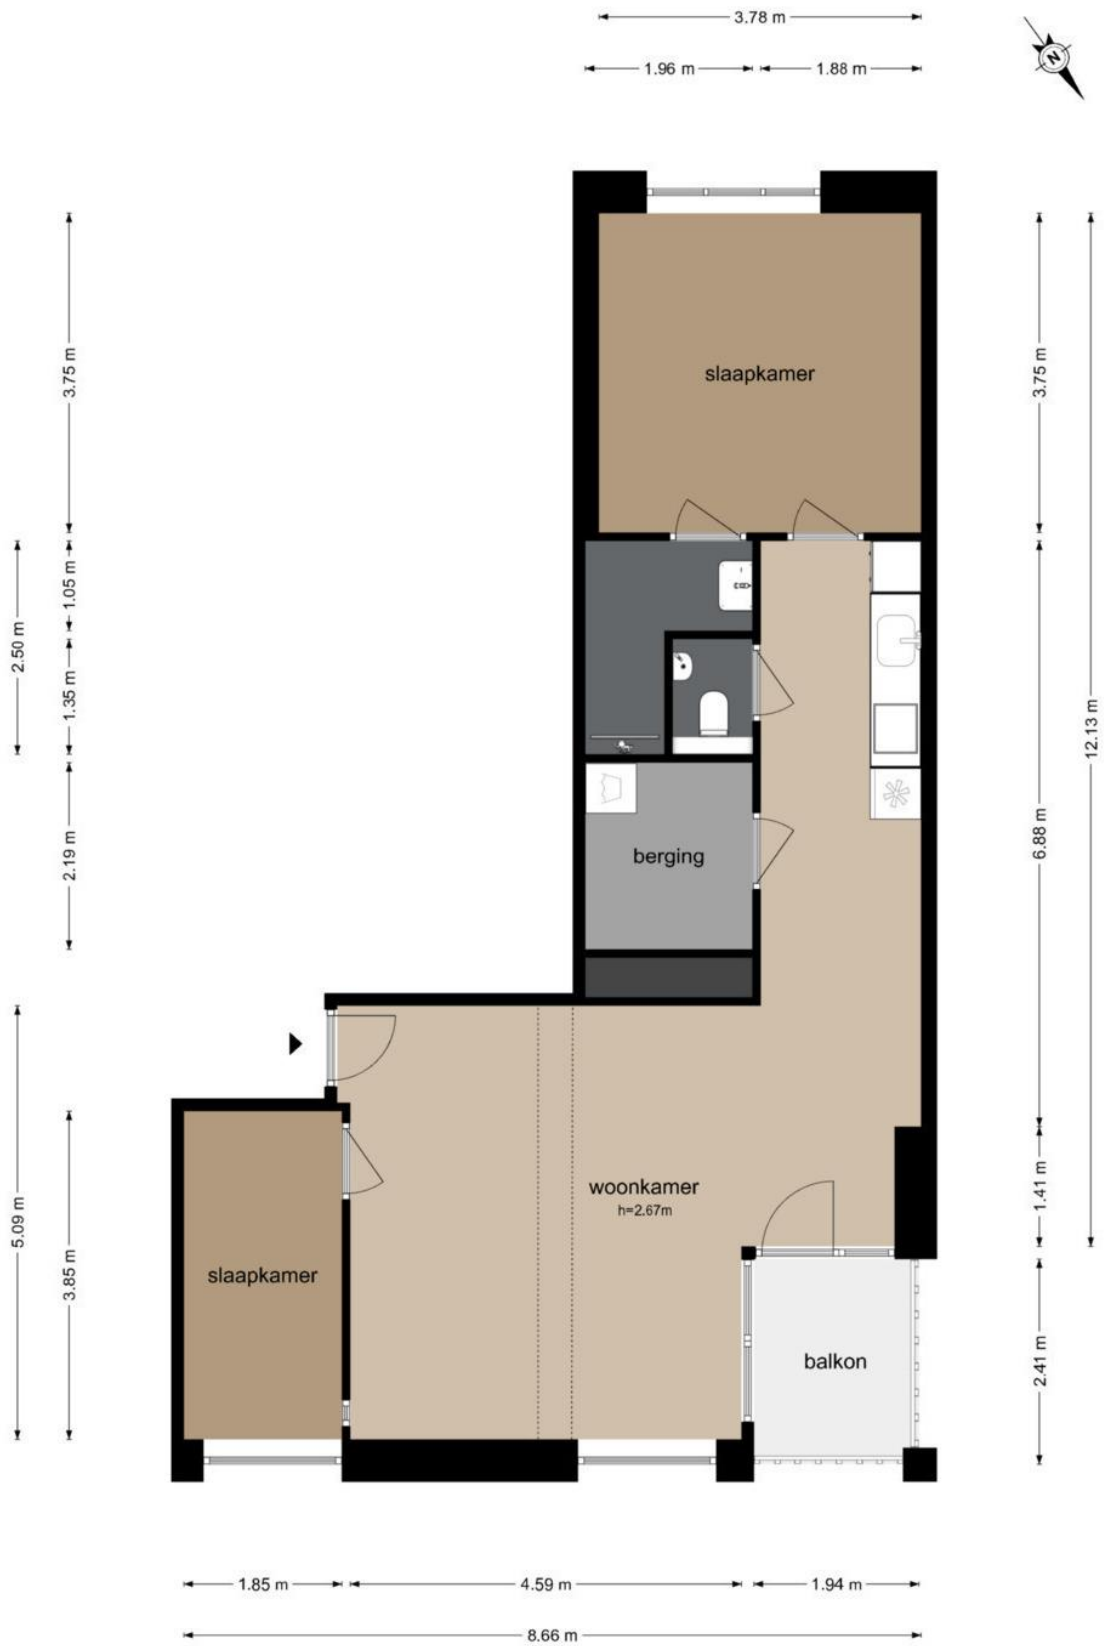 3.78 m
1.96 m
1.88 m
N
3.75 m
3.75 m
slaapkamer
2.50 m
1.05 m
1.35 m
12.13 m
6.88 m
2.19 m
berging
5.09 m
3.85 m
woonkamer
h=2.67m
1.41 m
slaapkamer
balkon
2.41 m
1.85 m
4.59 m
1.94 m
8.66 m